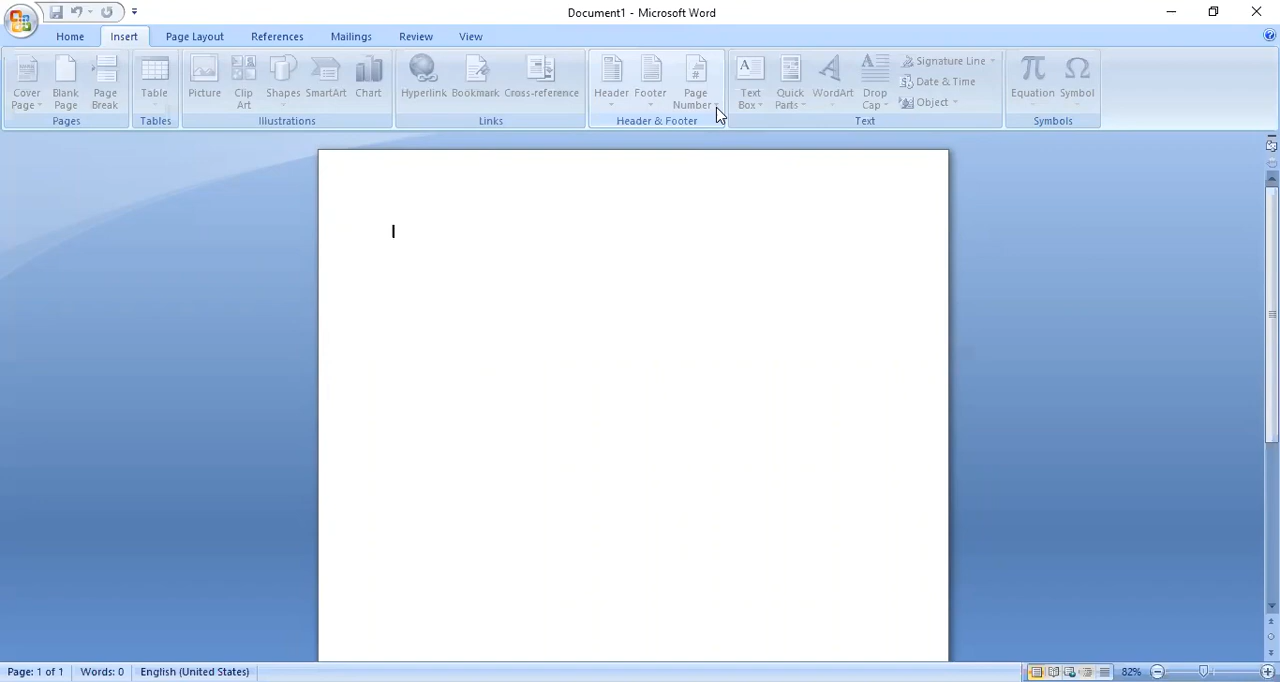 Document1 - Microsoft Word
Home Insert Page Layout References Mailings Review View
Cover Page
Blank Page
Page Break
Pages
Table
Tables
Picture
Clip Art
Shapes
SmartArt
Chart
Illustrations
Hyperlink
Bookmark
Cross-reference
Links
Header
Footer
Page Number
Header & Footer
Text Box
Quick Parts
WordArt
Drop Cap
Signature Line
Date & Time
Object
Text
Equation
Symbol
Symbols
Page: 1 of 1 Words: 0 English (United States) 82%